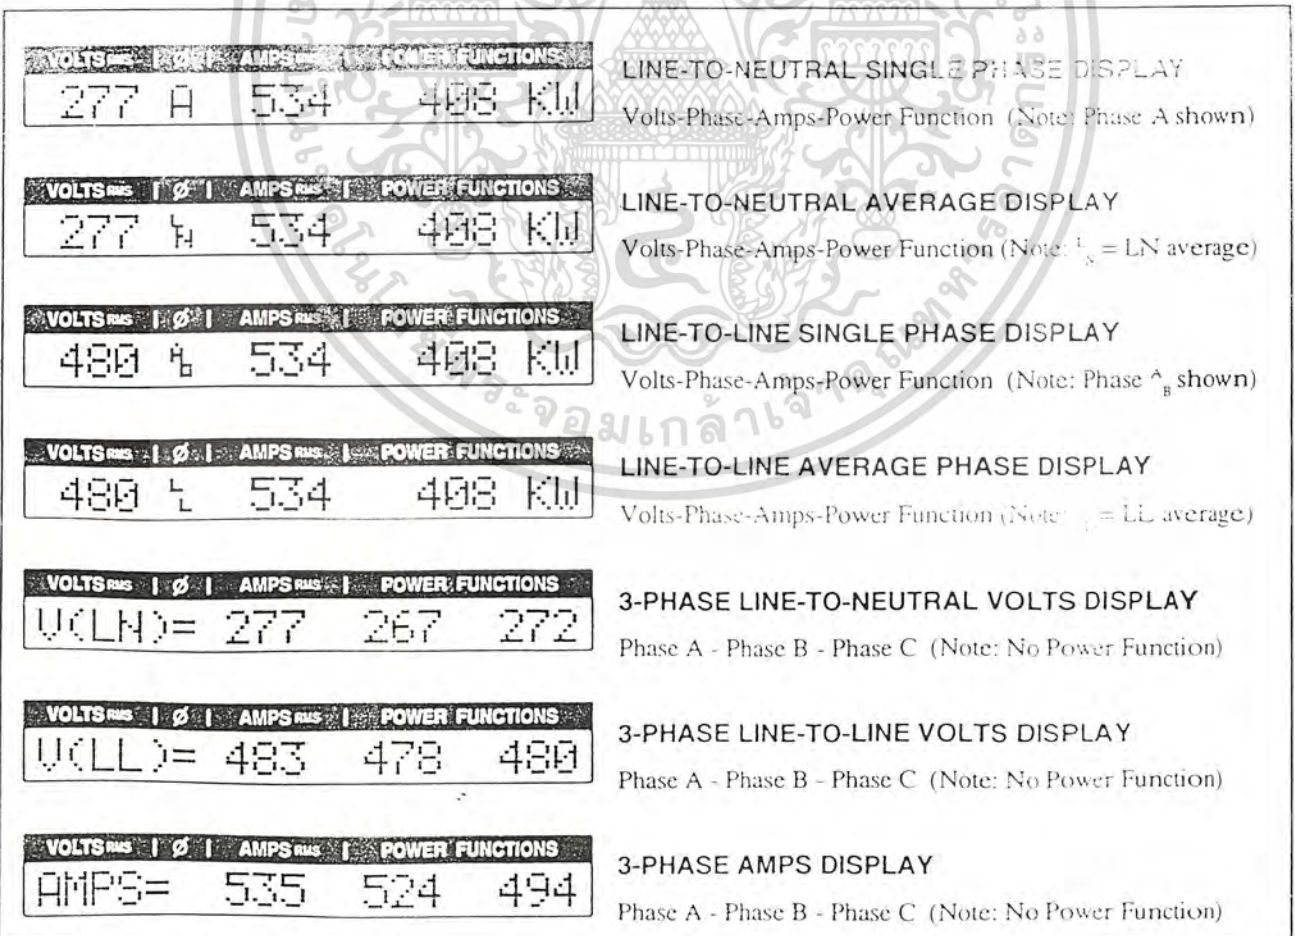 VOLTS RMS | Ø | AMPS RMS | POWER FUNCTIONS
277 A 534 408 KW
LINE-TO-NEUTRAL SINGLE PHASE DISPLAY
Volts-Phase-Amps-Power Function (Note: Phase A shown)
VOLTS RMS | Ø | AMPS RMS | POWER FUNCTIONS
277 L N 534 408 KW
LINE-TO-NEUTRAL AVERAGE DISPLAY
Volts-Phase-Amps-Power Function (Note: L N = LN average)
VOLTS RMS | Ø | AMPS RMS | POWER FUNCTIONS
480 A b 534 408 KW
LINE-TO-LINE SINGLE PHASE DISPLAY
Volts-Phase-Amps-Power Function (Note: Phase A B shown)
VOLTS RMS | Ø | AMPS RMS | POWER FUNCTIONS
480 L L 534 408 KW
LINE-TO-LINE AVERAGE PHASE DISPLAY
Volts-Phase-Amps-Power Function (Note: = LL average)
VOLTS RMS | Ø | AMPS RMS | POWER FUNCTIONS
V(LN)= 277 267 272
3-PHASE LINE-TO-NEUTRAL VOLTS DISPLAY
Phase A - Phase B - Phase C (Note: No Power Function)
VOLTS RMS | Ø | AMPS RMS | POWER FUNCTIONS
V(LL)= 483 478 480
3-PHASE LINE-TO-LINE VOLTS DISPLAY
Phase A - Phase B - Phase C (Note: No Power Function)
VOLTS RMS | Ø | AMPS RMS | POWER FUNCTIONS
AMPS= 535 524 494
3-PHASE AMPS DISPLAY
Phase A - Phase B - Phase C (Note: No Power Function)